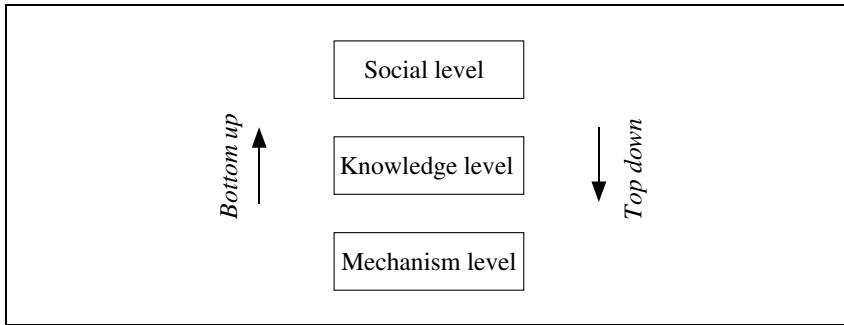 Social level
Bottom up
Knowledge level
Top down
Mechanism level